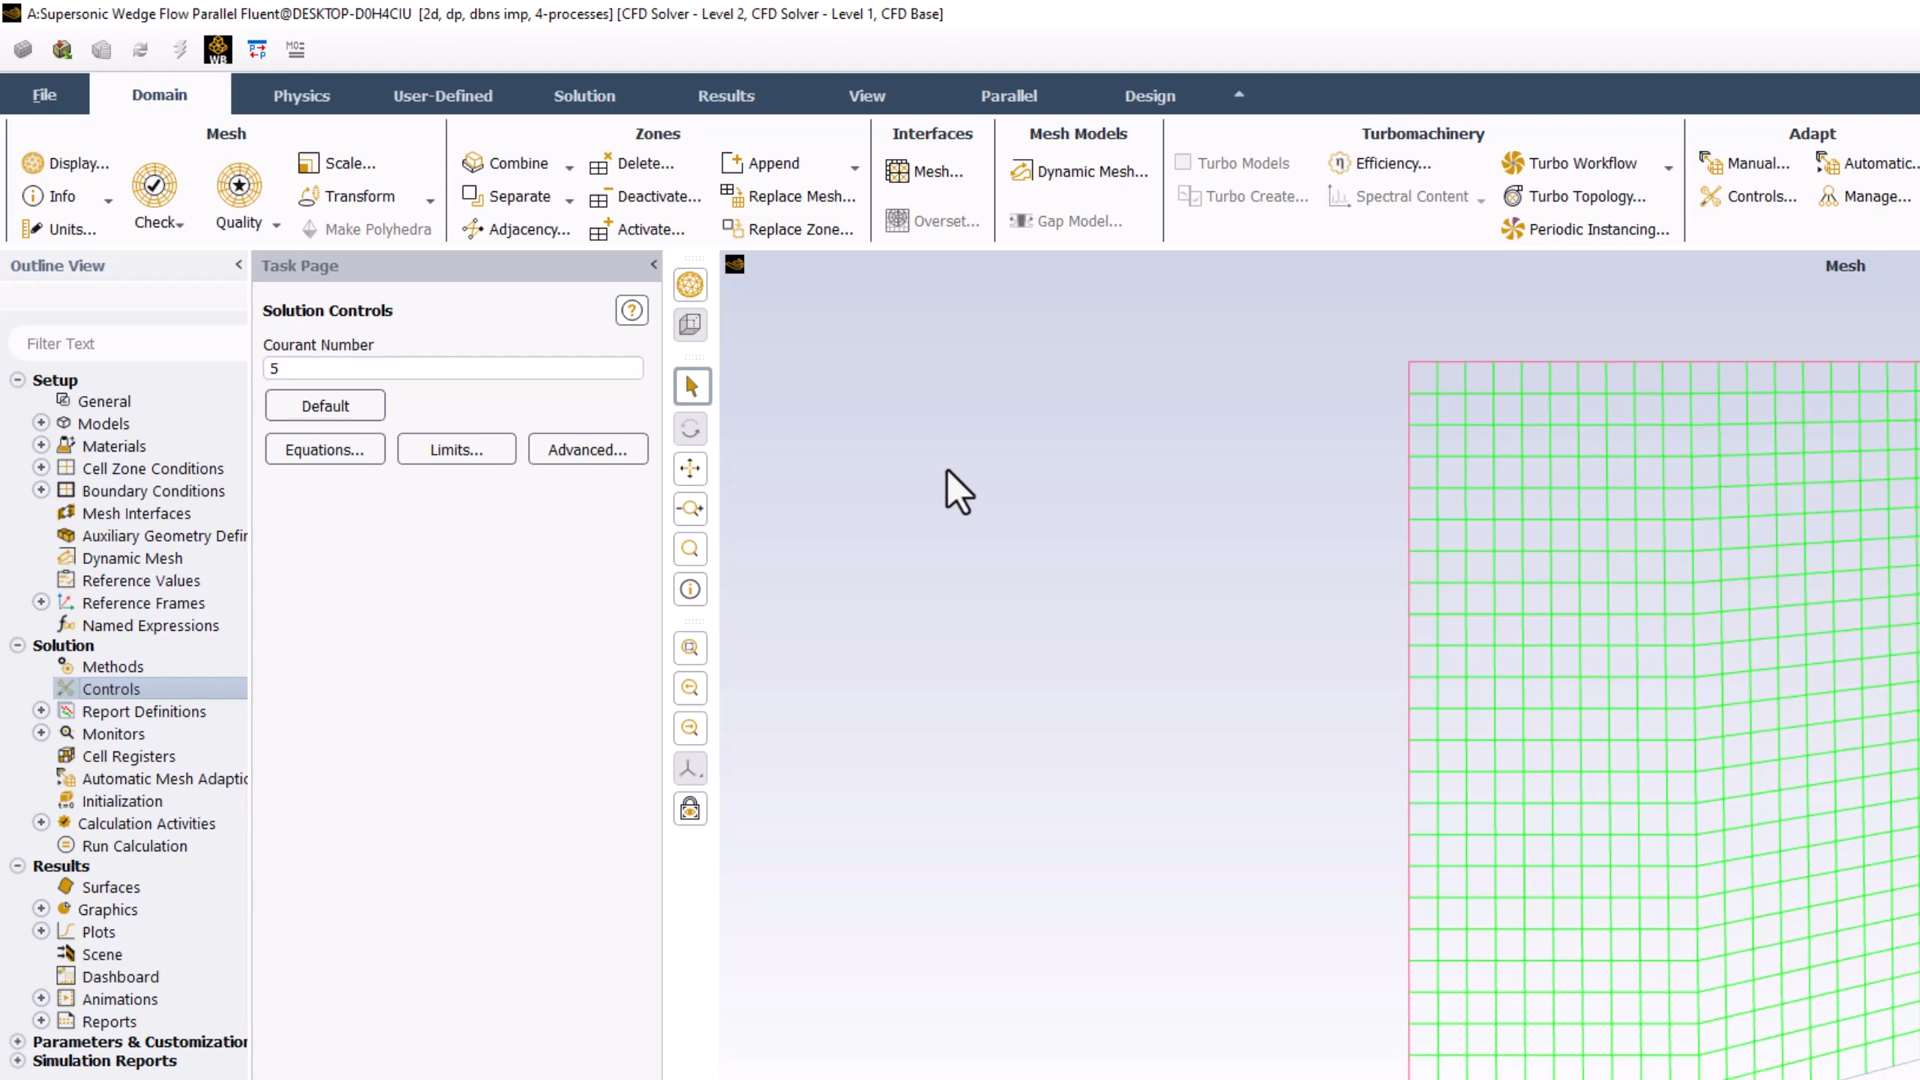 A:Supersonic Wedge Flow Parallel Fluent@DESKTOP-D0H4CIU [2d, dp, dbns imp, 4-processes] [CFD Solver - Level 2, CFD Solver - Level 1, CFD Base]
WB
File Domain Physics User-Defined Solution Results View Parallel Design
Mesh Zones Interfaces Mesh Models Turbomachinery Adapt
Display... Scale... Combine Delete... Append Mesh... Dynamic Mesh... Turbo Models Efficiency... Turbo Workflow Manual... Automatic...
Info Transform Separate Deactivate... Replace Mesh... Turbo Create... Spectral Content Turbo Topology... Controls... Manage...
Check Quality
Units... Make Polyhedra Adjacency... Activate... Replace Zone... Overset... Gap Model... Periodic Instancing...
Outline View
Task Page
Mesh
Filter Text
Setup
General
Models
Materials
Cell Zone Conditions
Boundary Conditions
Mesh Interfaces
Auxiliary Geometry Defin
Dynamic Mesh
Reference Values
Reference Frames
Named Expressions
Solution
Methods
Controls
Report Definitions
Monitors
Cell Registers
Automatic Mesh Adaptio
Initialization
Calculation Activities
Run Calculation
Results
Surfaces
Graphics
Plots
Scene
Dashboard
Animations
Reports
Parameters & Customization
Simulation Reports
Solution Controls
Courant Number
5
Default
Equations... Limits... Advanced...